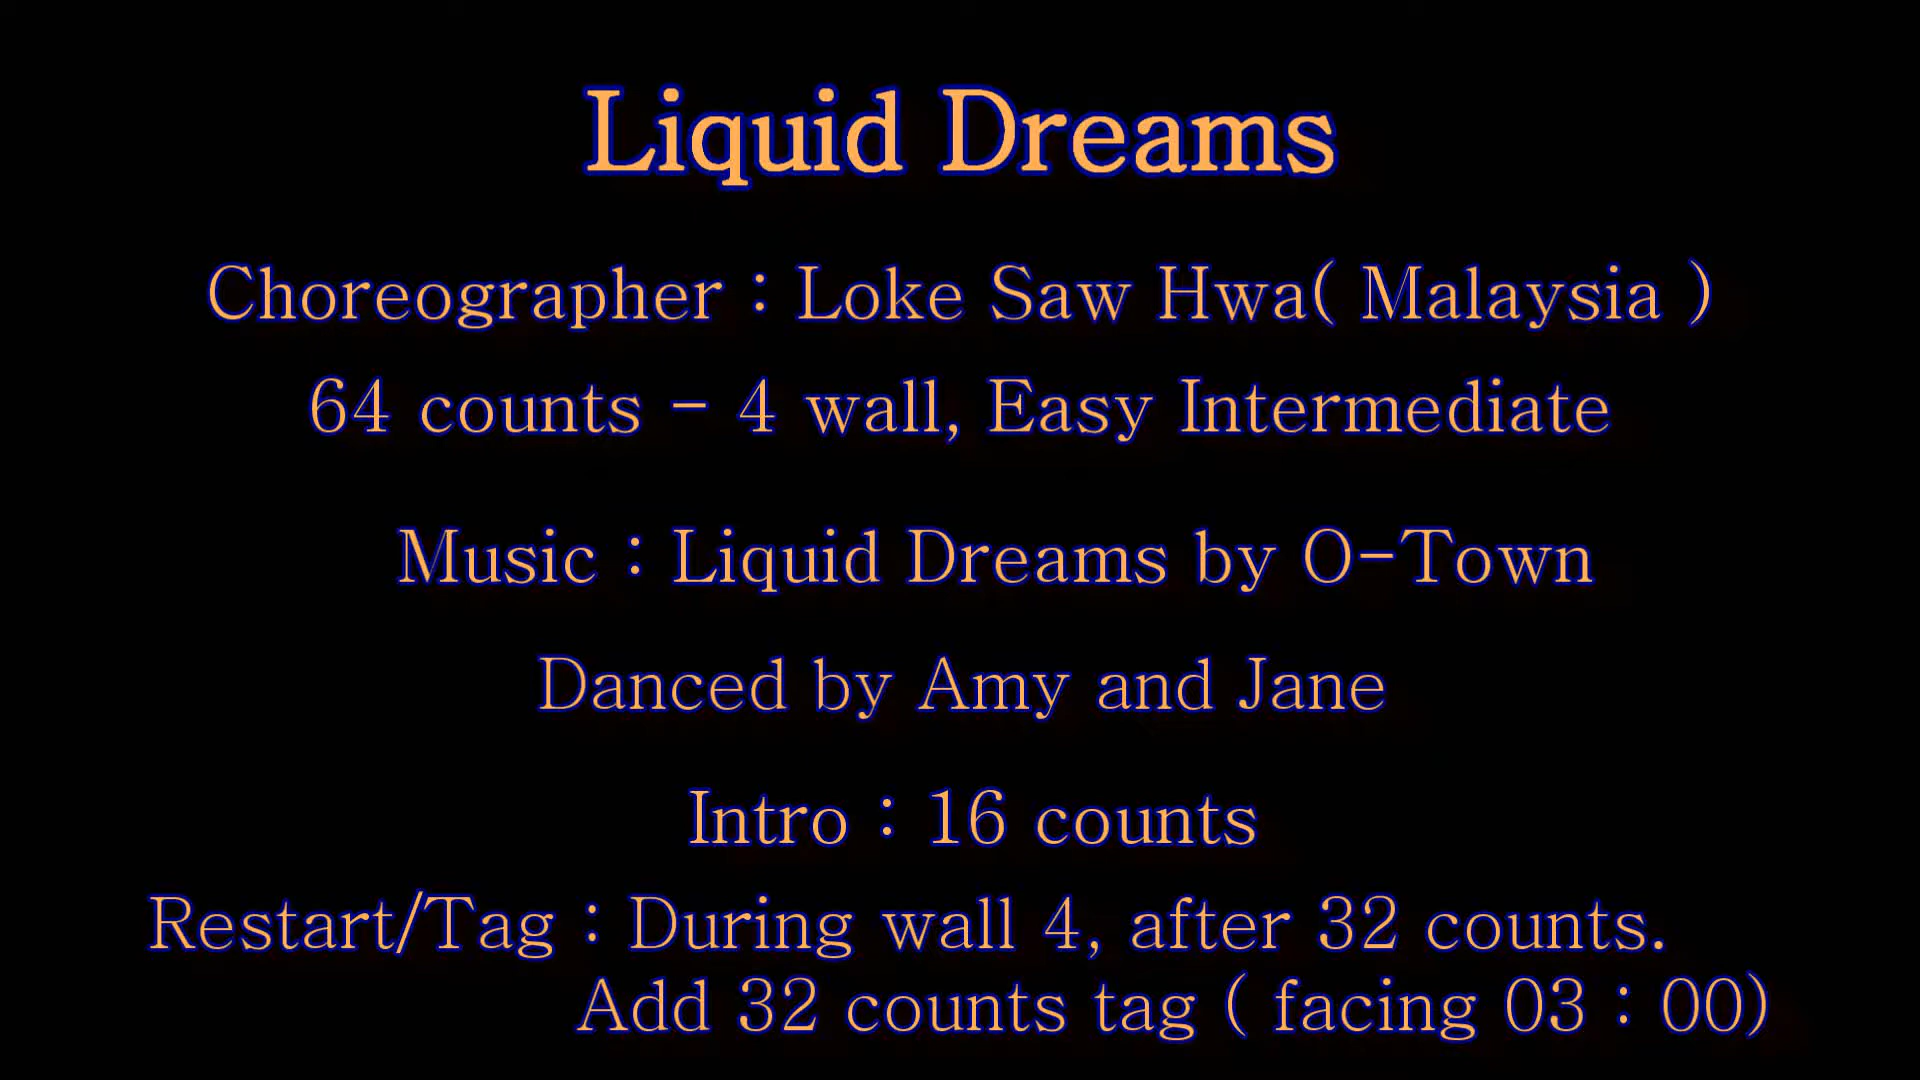 Liquid Dreams
Choreographer : Loke Saw Hwa( Malaysia )
64 counts - 4 wall, Easy Intermediate
Music : Liquid Dreams by O-Town
Danced by Amy and Jane
Intro : 16 counts
Restart/Tag : During wall 4, after 32 counts.
Add 32 counts tag ( facing 03 : 00)